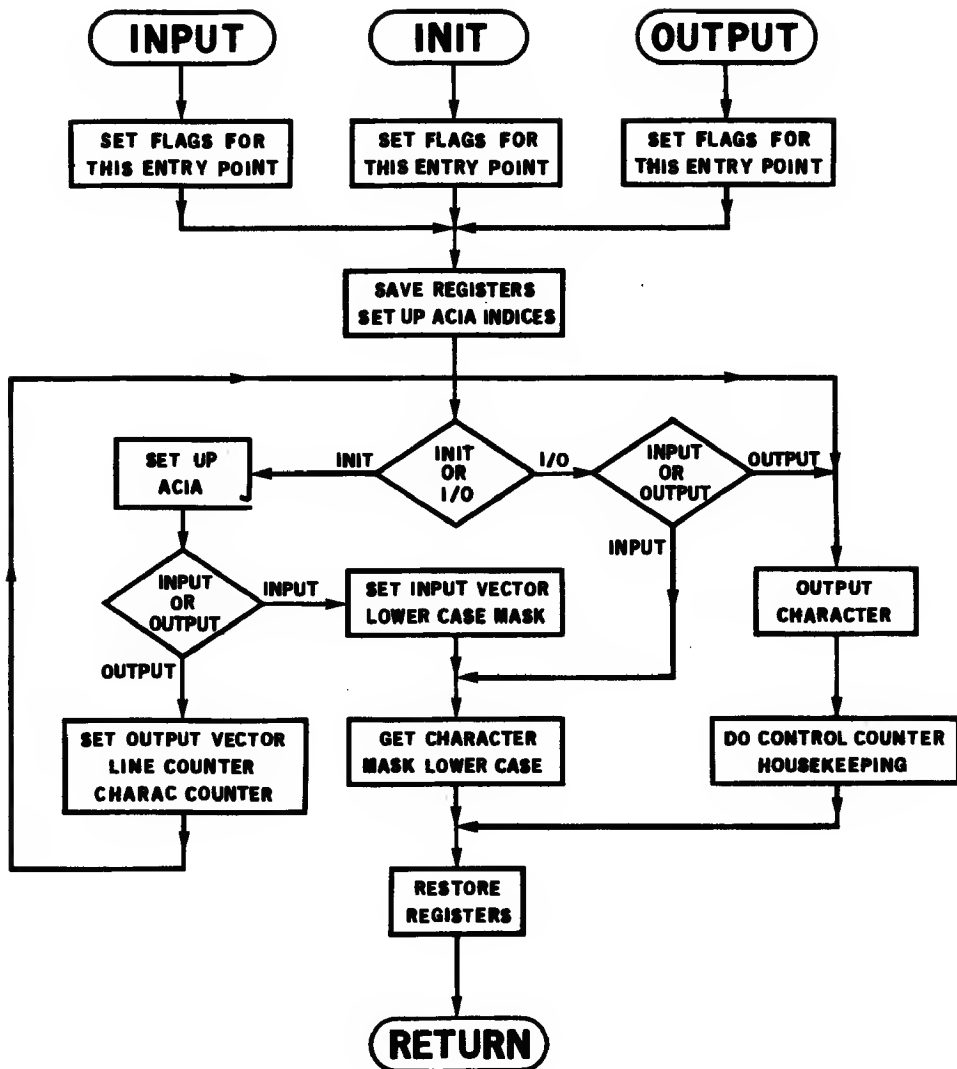 INPUT
INIT
OUTPUT
SET FLAGS FOR
THIS ENTRY POINT
SET FLAGS FOR
THIS ENTRY POINT
SET FLAGS FOR
THIS ENTRY POINT
SAVE REGISTERS
SET UP ACIA INDICES
SET UP
ACIA
INIT
INIT
OR
I/O
I/O
INPUT
OR
OUTPUT
OUTPUT
INPUT
INPUT
OR
OUTPUT
INPUT
OUTPUT
SET INPUT VECTOR
LOWER CASE MASK
OUTPUT
CHARACTER
SET OUTPUT VECTOR
LINE COUNTER
CHARAC COUNTER
GET CHARACTER
MASK LOWER CASE
DO CONTROL COUNTER
HOUSEKEEPING
RESTORE
REGISTERS
RETURN